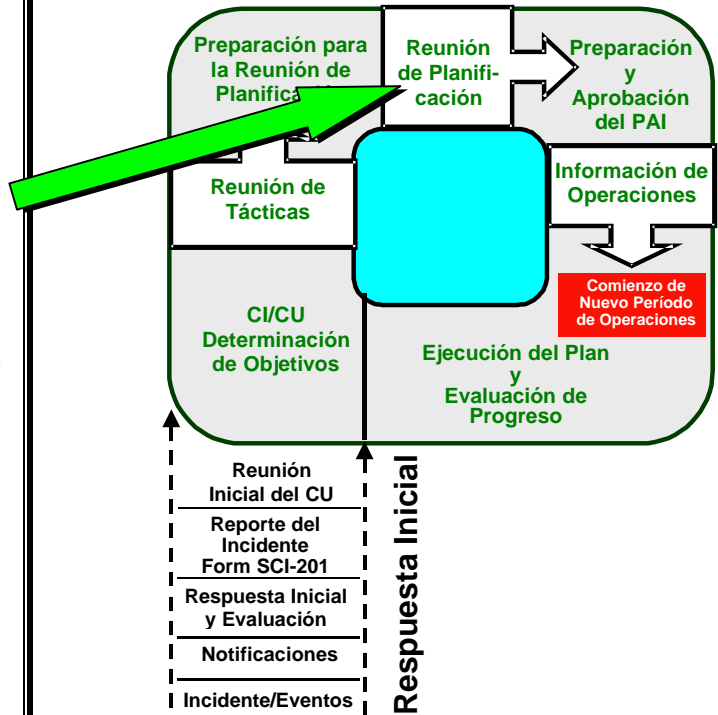 Preparación para
la Reunión de
Reunión
de Planifi-
cación
Preparación
y
Aprobación
del PAI
Información de
Operaciones
Reunión de
Tácticas
Comienzo de
Nuevo Período
de Operaciones
CI/CU
Determinación
de Objetivos
Ejecución del Plan
y
Evaluación de
Progreso
Reunión
Inicial del CU
Reporte del
Incidente
Form SCI-201
Respuesta Inicial
y Evaluación
Notificaciones
Incidente/Eventos
Respuesta Inicial